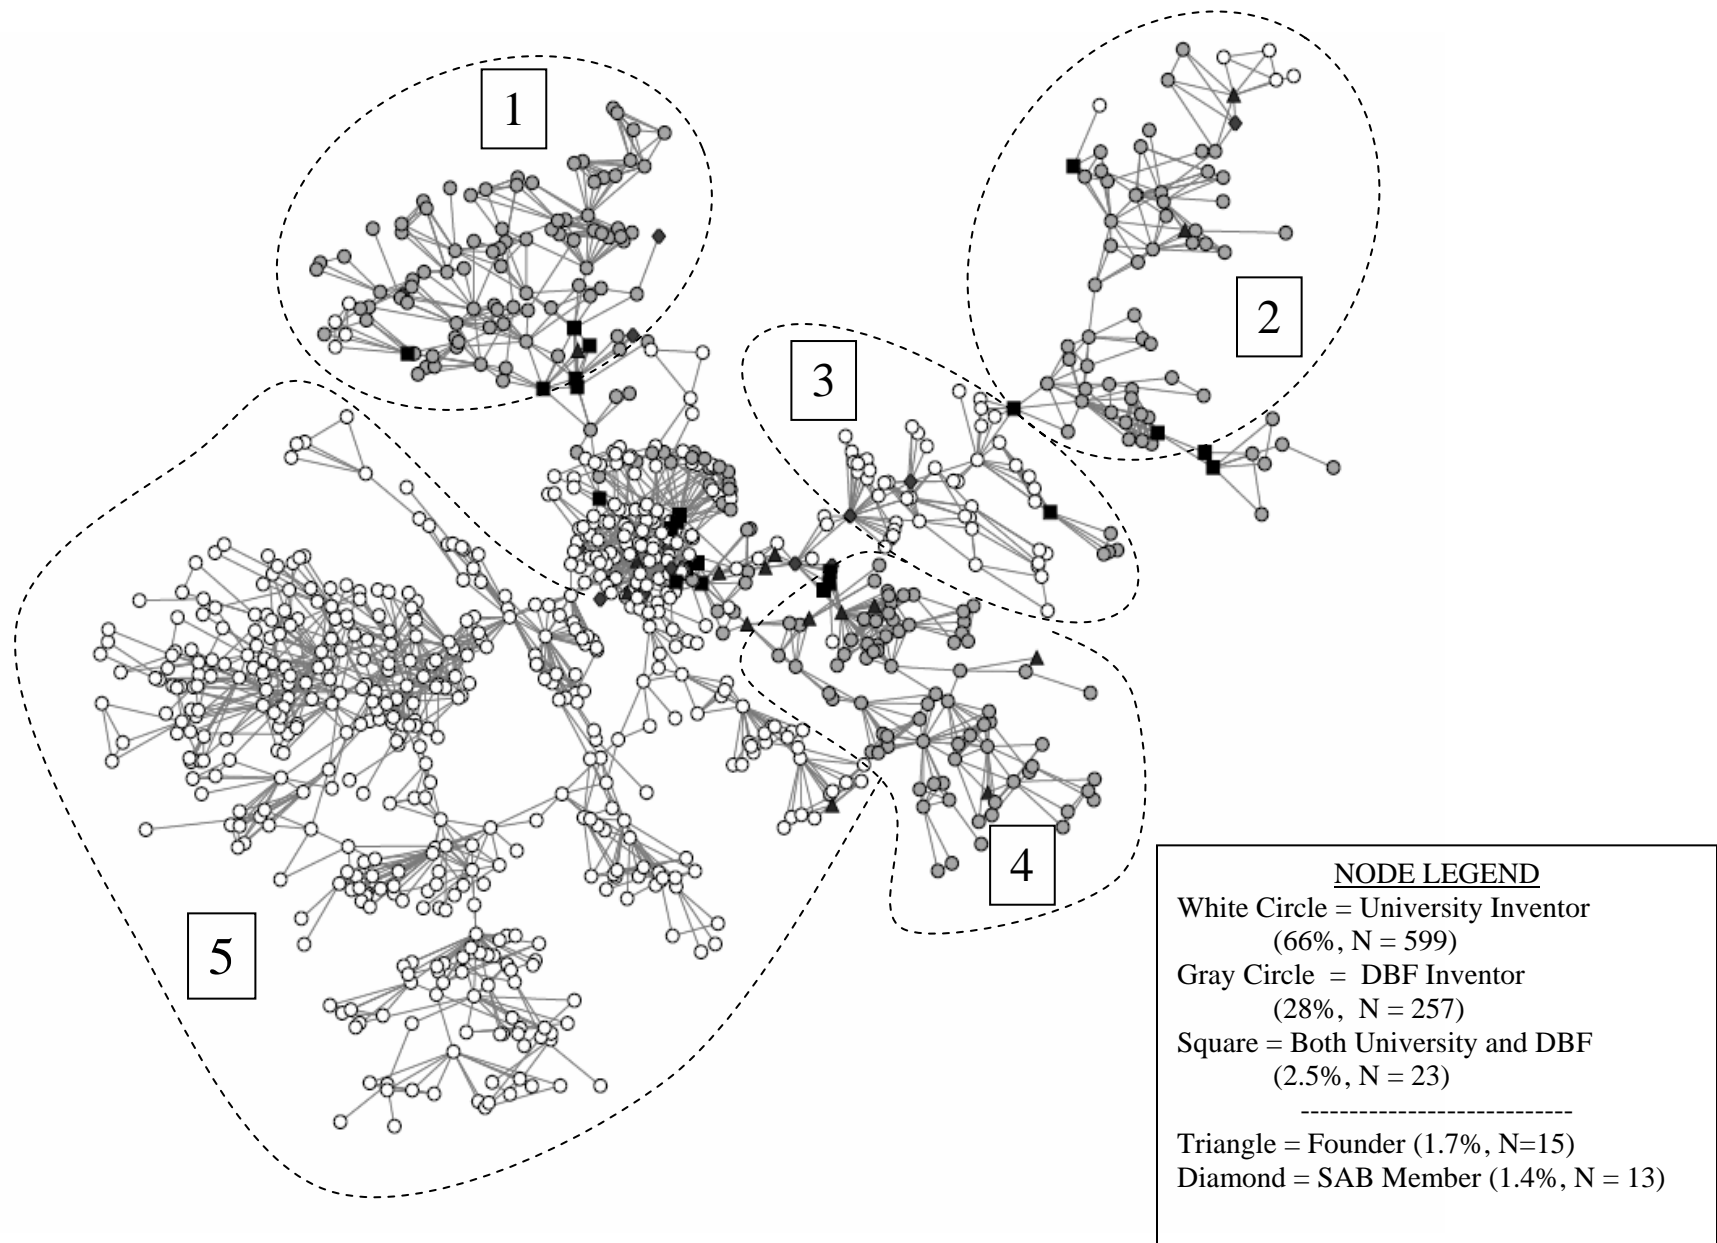 1
2
3
4
5
NODE LEGEND
White Circle = University Inventor
(66%, N = 599)
Gray Circle = DBF Inventor
(28%, N = 257)
Square = Both University and DBF
(2.5%, N = 23)
----------------------------
Triangle = Founder (1.7%, N=15)
Diamond = SAB Member (1.4%, N = 13)